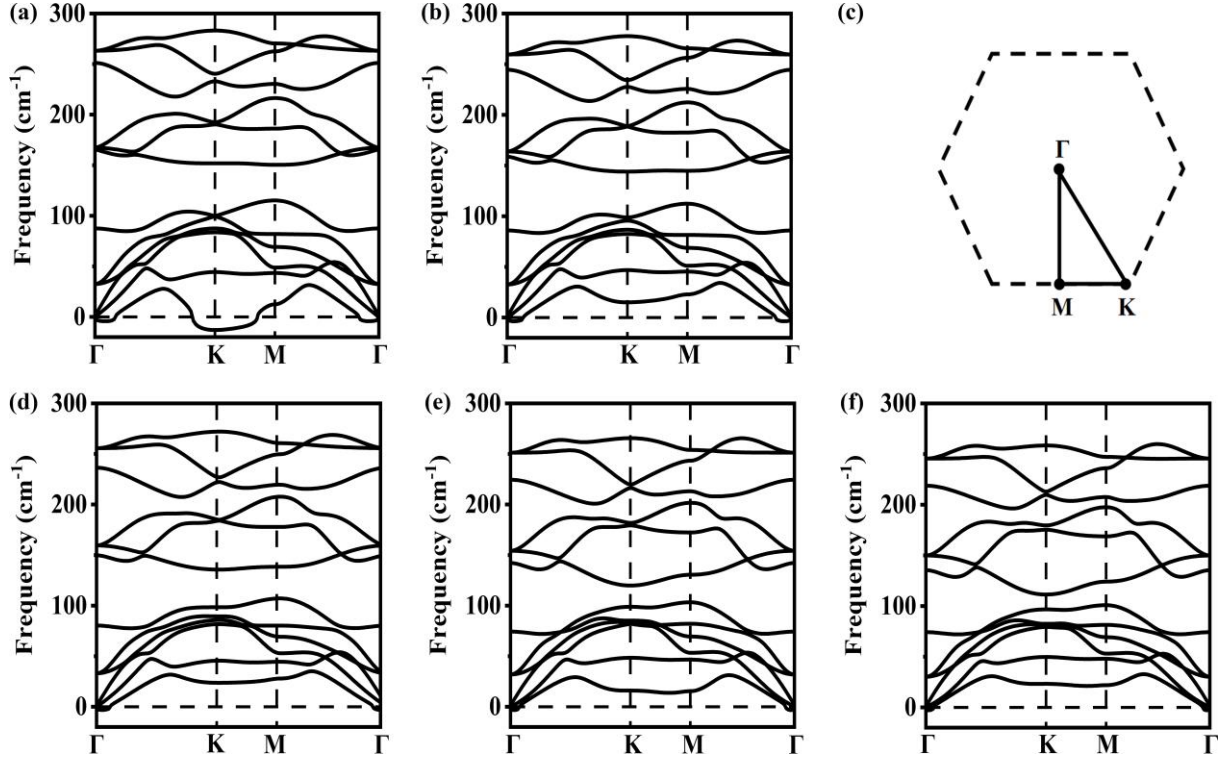 (a)
300
200
100
0
Frequency (cm⁻¹)
Γ K M Γ
(b)
300
200
100
0
Frequency (cm⁻¹)
Γ K M Γ
(c)
Γ
M K
(d)
300
200
100
0
Frequency (cm⁻¹)
Γ K M Γ
(e)
300
200
100
0
Frequency (cm⁻¹)
Γ K M Γ
(f)
300
200
100
0
Frequency (cm⁻¹)
Γ K M Γ